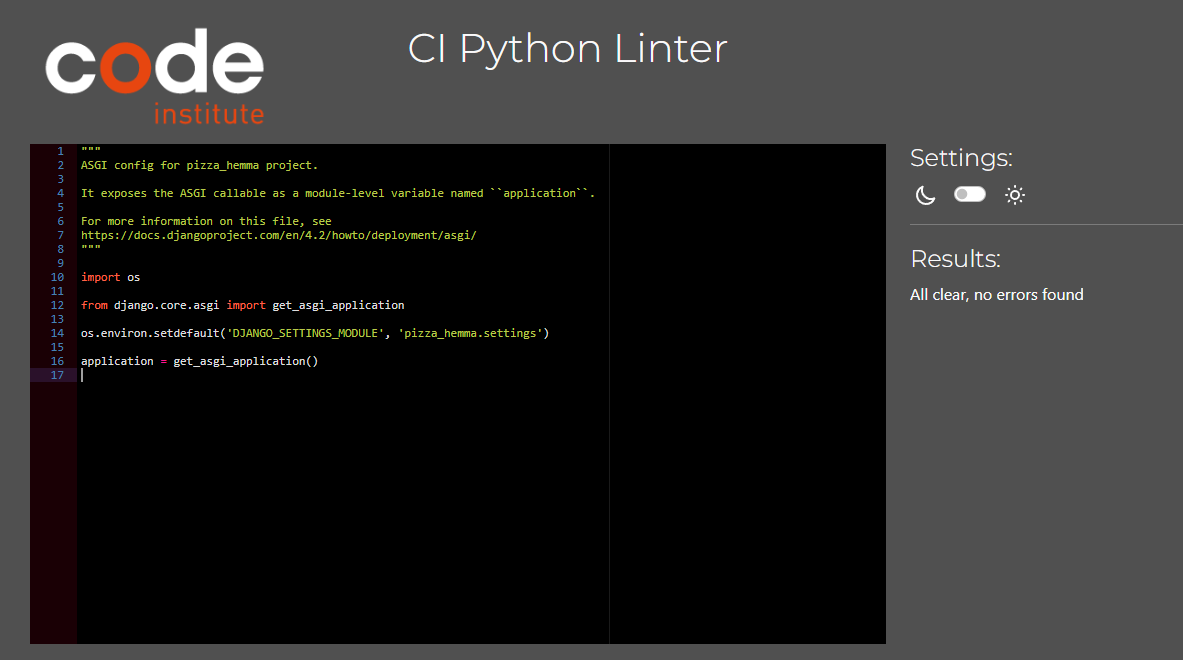 code
institute
CI Python Linter
1 """
2 ASGI config for pizza_hemma project.
3
4 It exposes the ASGI callable as a module-level variable named ``application``.
5
6 For more information on this file, see
7 https://docs.djangoproject.com/en/4.2/howto/deployment/asgi/
8 """
9
10 import os
11
12 from django.core.asgi import get_asgi_application
13
14 os.environ.setdefault('DJANGO_SETTINGS_MODULE', 'pizza_hemma.settings')
15
16 application = get_asgi_application()
17
Settings:
Results:
All clear, no errors found